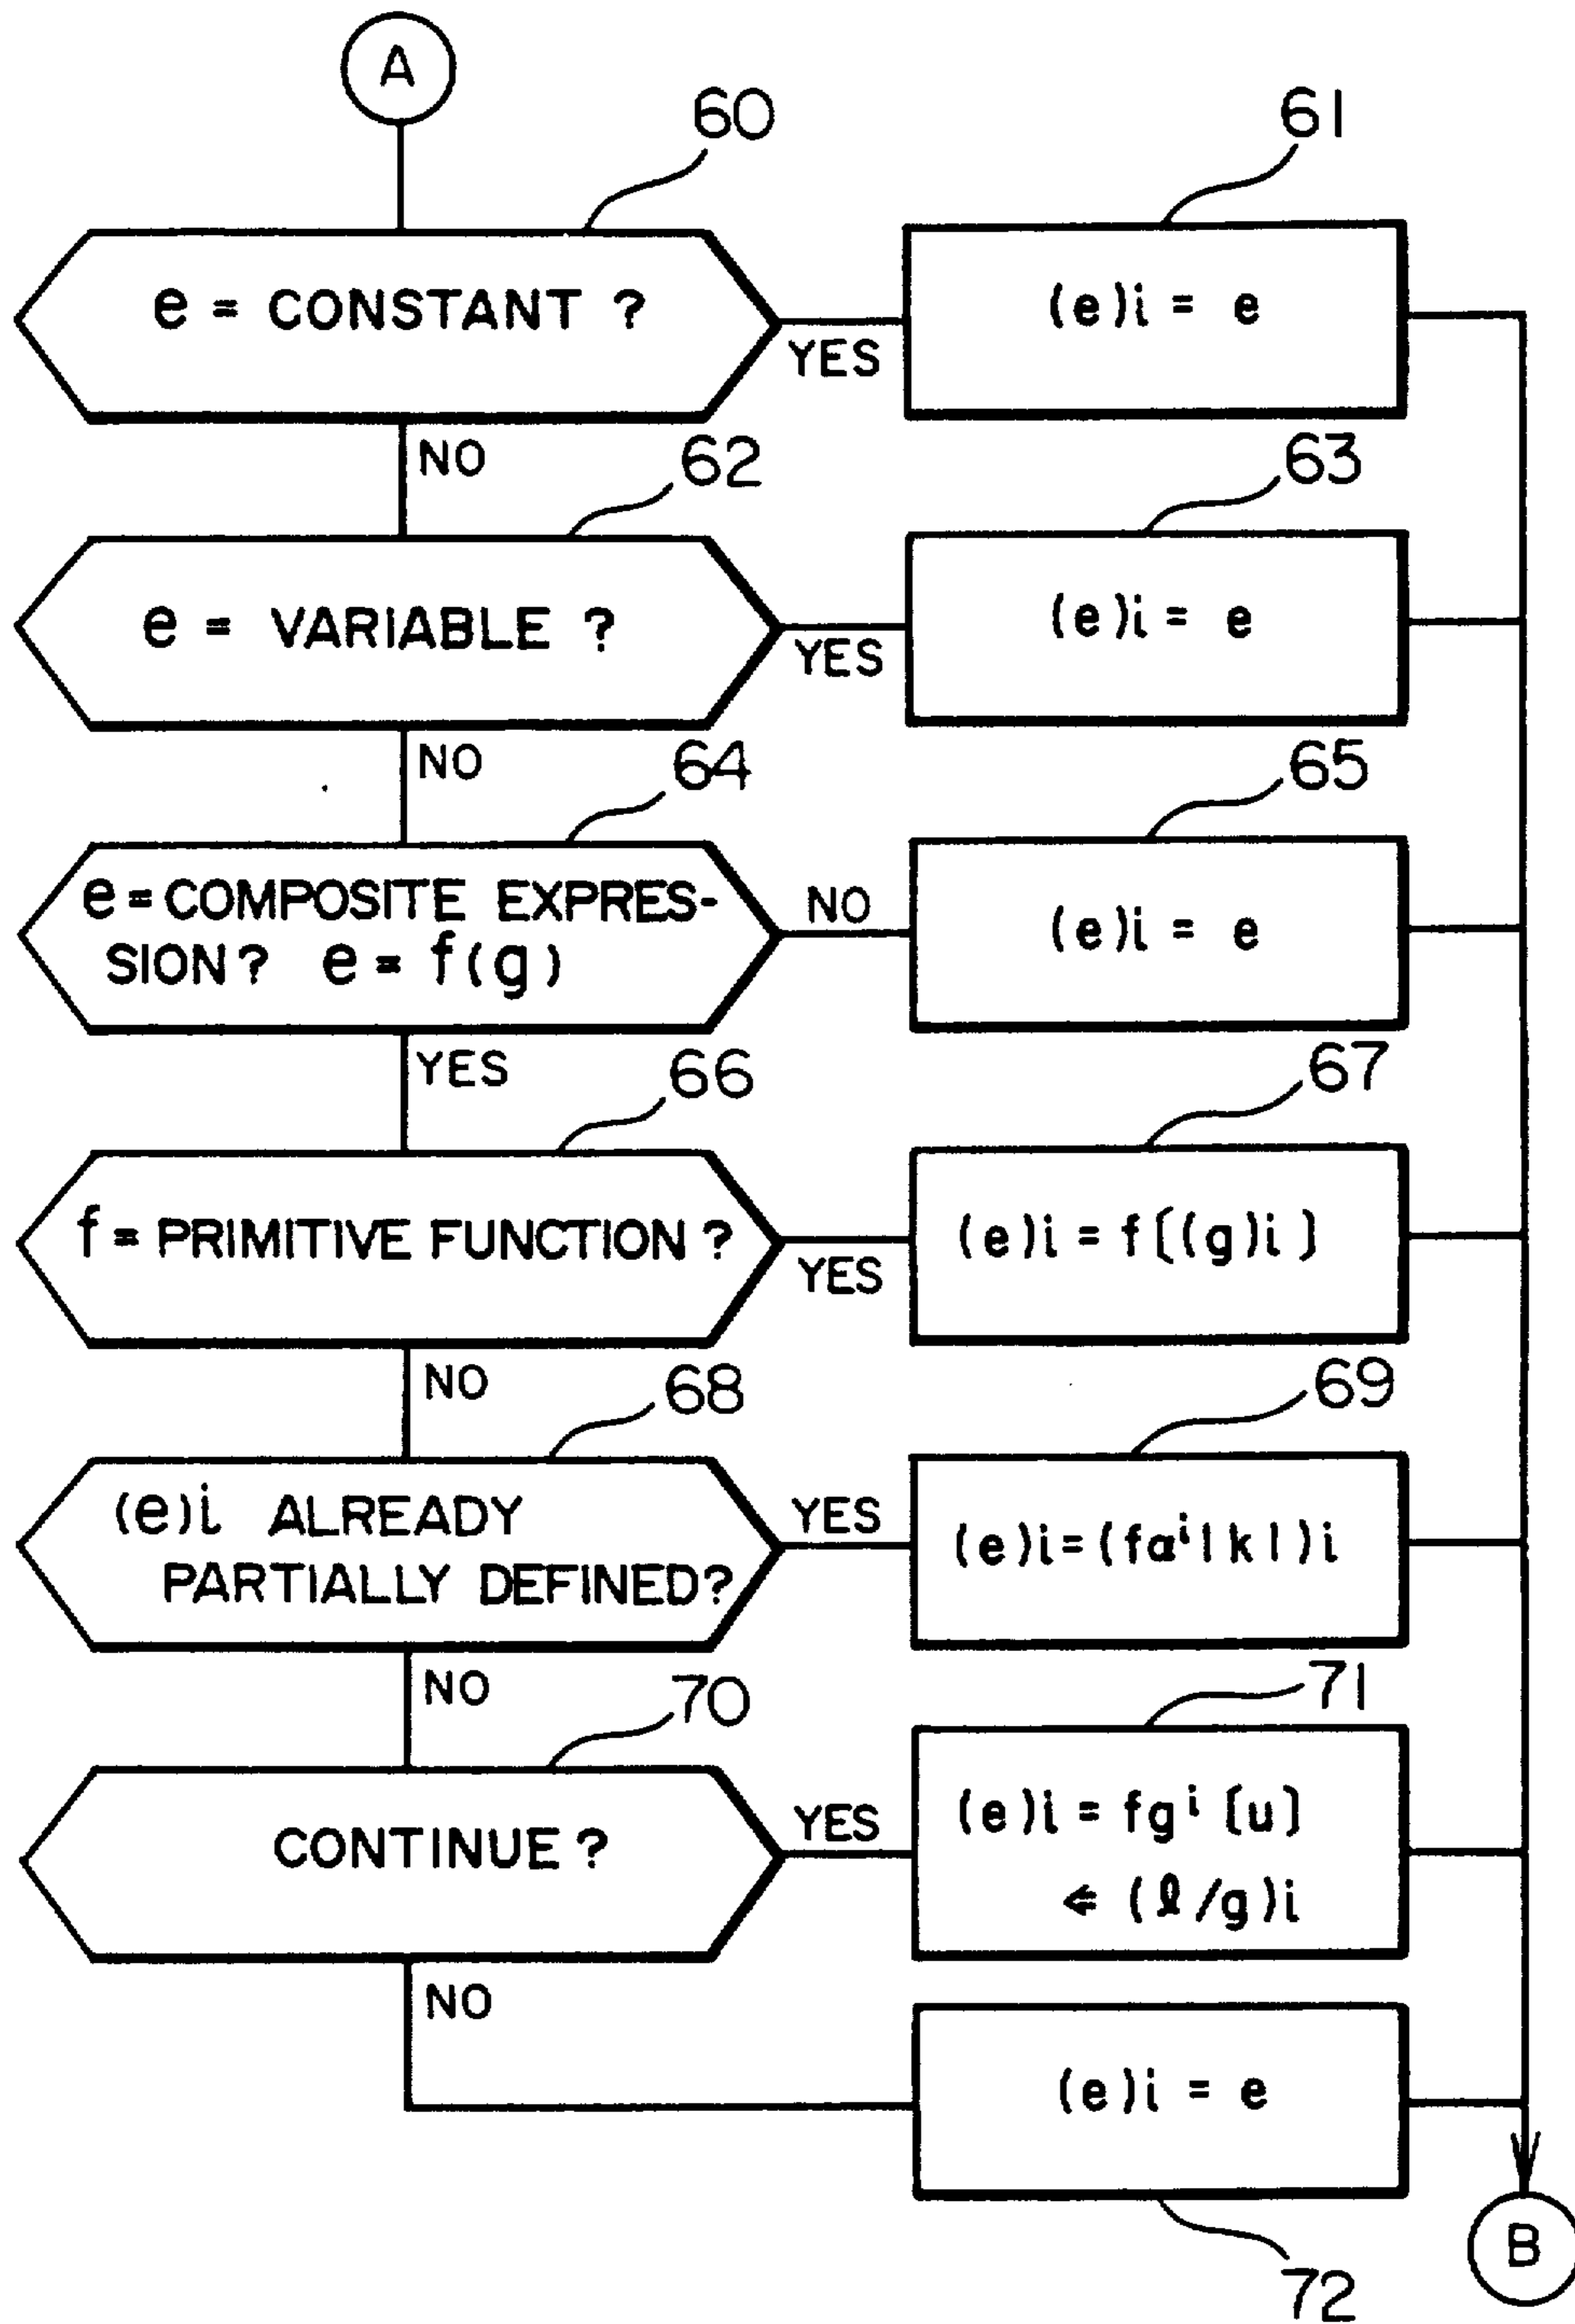 A
60
61
e = CONSTANT ?
(e)i = e
YES
NO
62
63
e = VARIABLE ?
(e)i = e
YES
NO
64
65
e = COMPOSITE EXPRES-
SION? e = f(g)
NO
(e)i = e
YES
66
67
f = PRIMITIVE FUNCTION ?
(e)i = f[(g)i]
YES
NO
68
69
(e)i ALREADY
PARTIALLY DEFINED?
YES
(e)i=(fαⁱ|k|)i
NO
70
71
CONTINUE ?
YES
(e)i = fgⁱ [u]
⇐ (ℓ/g)i
NO
(e)i = e
72
B